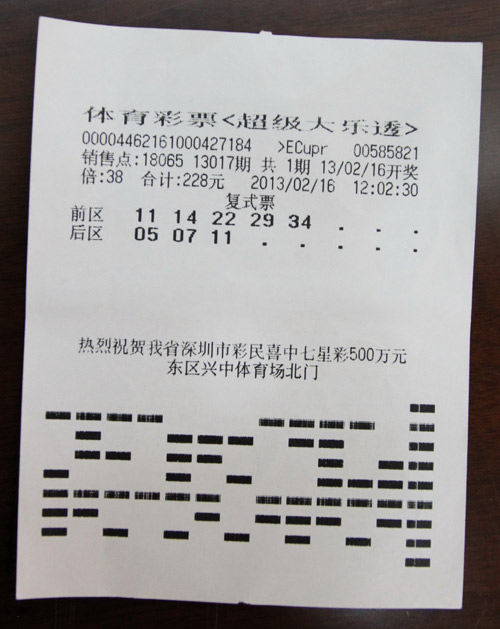 体育彩票<超级大乐透>
00004462161000427184 >ECupr 00585821
销售点:18065 13017期 共 1期 13/02/16开奖
倍:38 合计:228元 2013/02/16 12:02:30
复式票
前区 11 14 22 29 34 . . .
后区 05 07 11 . . . . .
热烈祝贺我省深圳市彩民喜中七星彩500万元
东区兴中体育场北门